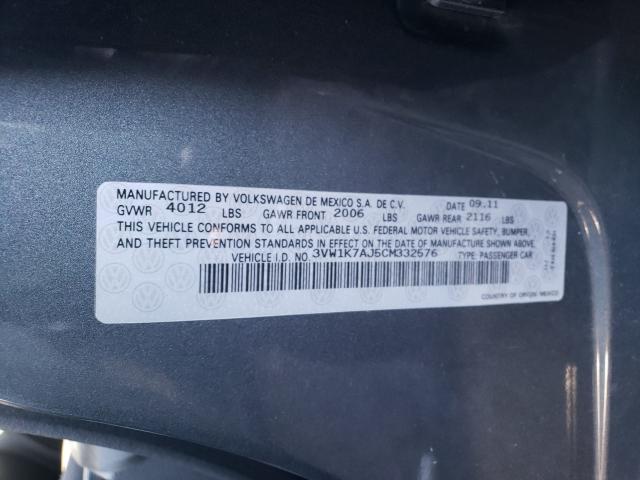 MANUFACTURED BY VOLKSWAGEN DE MEXICO S.A. DE C.V. DATE 09.11
GVWR 4012 LBS GAWR FRONT 2006 LBS GAWR REAR 2116 LBS
THIS VEHICLE CONFORMS TO ALL APPLICABLE U.S. FEDERAL MOTOR VEHICLE SAFETY, BUMPER,
AND THEFT PREVENTION STANDARDS IN EFFECT ON THE DATE OF MANUFACTURE SHOWN ABOVE.
VEHICLE I.D. NO. 3VW1K7AJ5CM332576 TYPE: PASSENGER CAR
COUNTRY OF ORIGIN: MEXICO